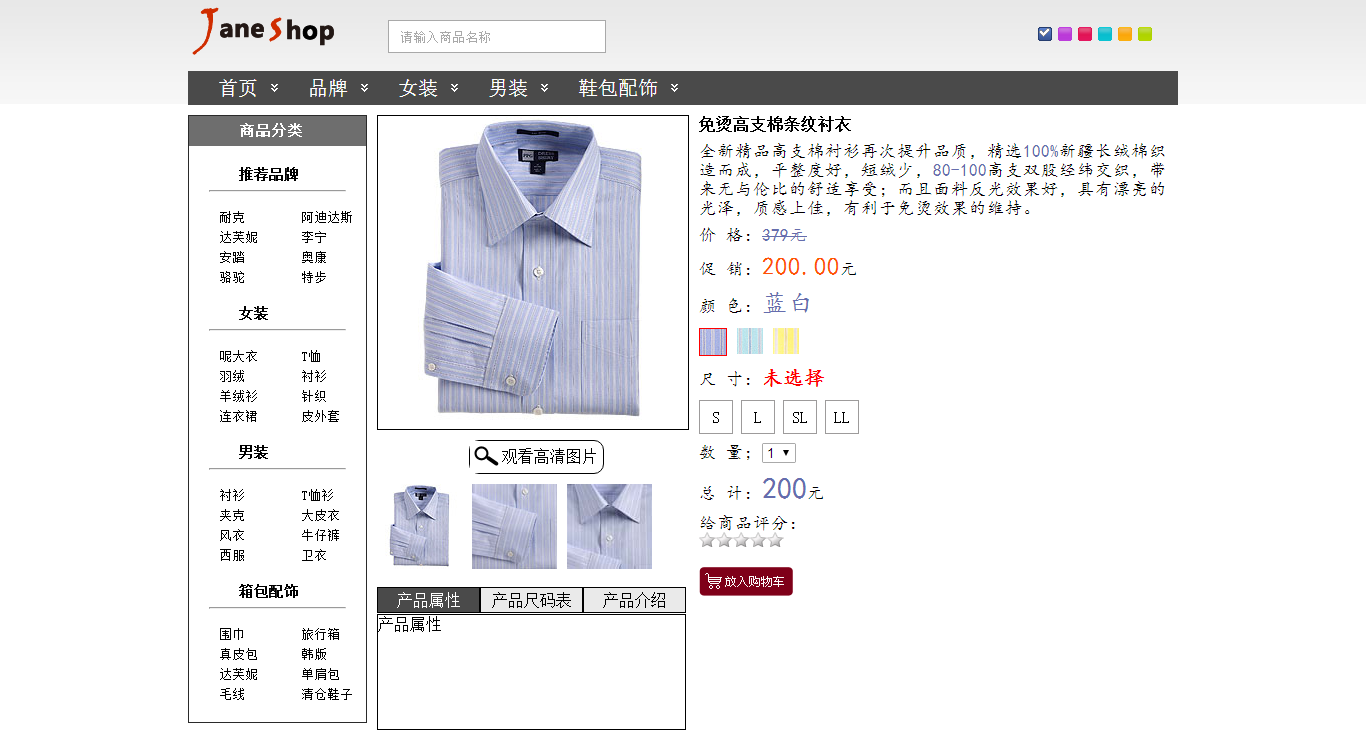 Jane Shop
请输入商品名称
首页 品牌 女装 男装 鞋包配饰
商品分类
推荐品牌
耐克 阿迪达斯
达芙妮 李宁
安踏 奥康
骆驼 特步
女装
呢大衣 T恤
羽绒 衬衫
羊绒衫 针织
连衣裙 皮外套
男装
衬衫 T恤衫
夹克 大皮衣
风衣 牛仔裤
西服 卫衣
箱包配饰
围巾 旅行箱
真皮包 韩版
达芙妮 单肩包
毛线 清仓鞋子
观看高清图片
产品属性 产品尺码表 产品介绍
产品属性
免烫高支棉条纹衬衣
全新精品高支棉衬衫再次提升品质，精选100%新疆长绒棉织
造而成，平整度好，短绒少，80-100高支双股经纬交织，带
来无与伦比的舒适享受；而且面料反光效果好，具有漂亮的
光泽，质感上佳，有利于免烫效果的维持。
价 格：379元
促 销：200.00元
颜 色：蓝白
尺 寸：未选择
S L SL LL
数 量；1
总 计：200元
给商品评分：
放入购物车